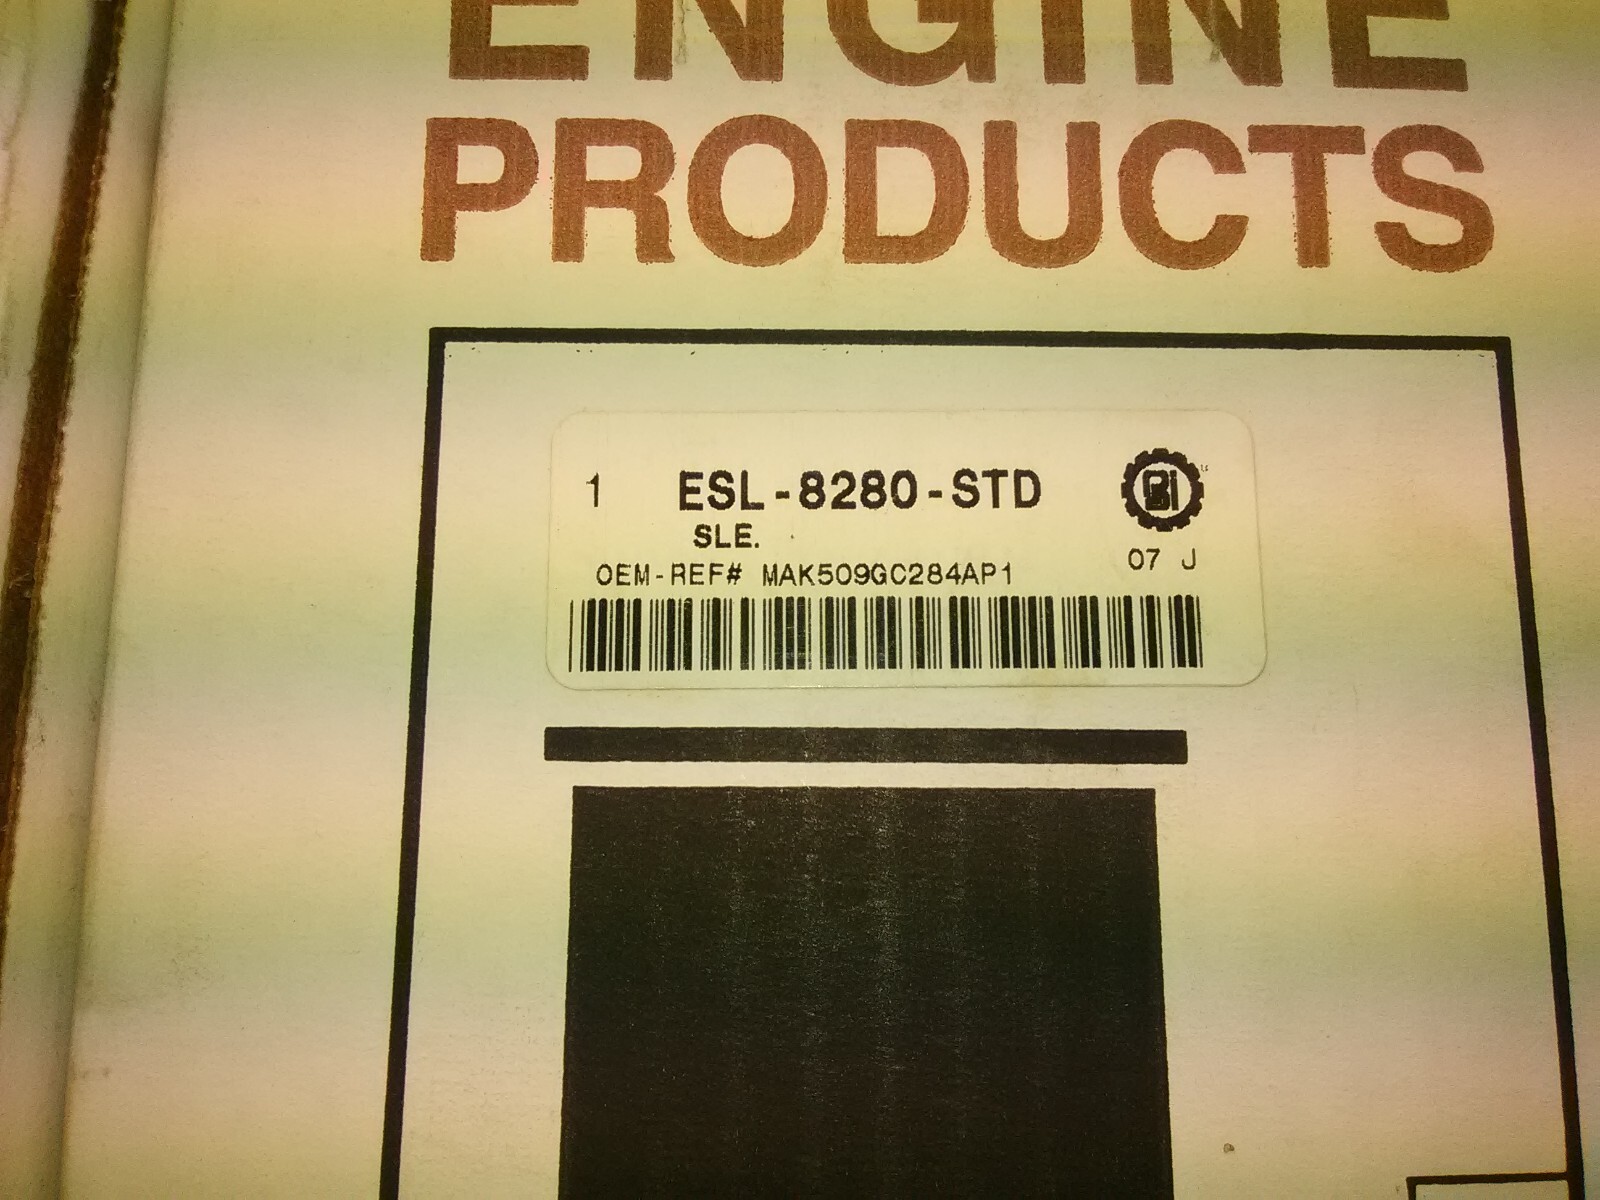 ENGINE
PRODUCTS
1 ESL-8280-STD
SLE.
OEM-REF# MAK509GC284AP1
07 J